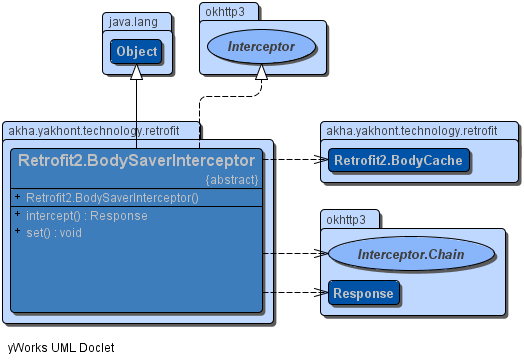 java.lang
Object
okhttp3
Interceptor
akha.yakhont.technology.retrofit
Retrofit2.BodySaverInterceptor
{abstract}
+ Retrofit2.BodySaverInterceptor()
+ intercept() : Response
+ set() : void
akha.yakhont.technology.retrofit
Retrofit2.BodyCache
okhttp3
Interceptor.Chain
Response
yWorks UML Doclet